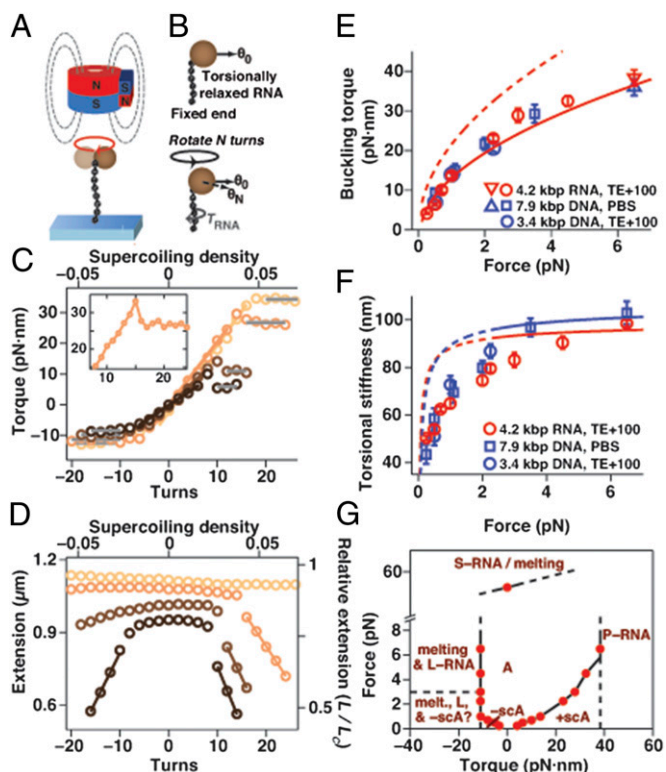 A
N
S
S
N
B
θ0
Torsionally
relaxed RNA
Fixed end
Rotate N turns
θ0
θN
TRNA
C
Supercoiling density
−0.05 0 0.05
Torque (pN·nm)
30
20
10
0
−10
30
20
10 20
−20 −10 0 10 20
Turns
D
Supercoiling density
−0.05 0 0.05
Extension (μm)
1.2
0.9
0.6
1
0.5
Relative extension (L / Lc)
−20 −10 0 10 20
Turns
E
Buckling torque
(pN·nm)
40
30
20
10
0
4.2 kbp RNA, TE+100
7.9 kbp DNA, PBS
3.4 kbp DNA, TE+100
0 2 4 6
Force (pN)
F
Torsional stiffness (nm)
100
80
60
40
4.2 kbp RNA, TE+100
7.9 kbp DNA, PBS
3.4 kbp DNA, TE+100
0 2 4 6
Force (pN)
G
Force (pN)
60
8
6
4
2
0
S−RNA / melting
P−RNA
melting
& L−RNA
A
melt., L,
& −scA?
−scA
+scA
−40 −20 0 20 40 60
Torque (pN·nm)